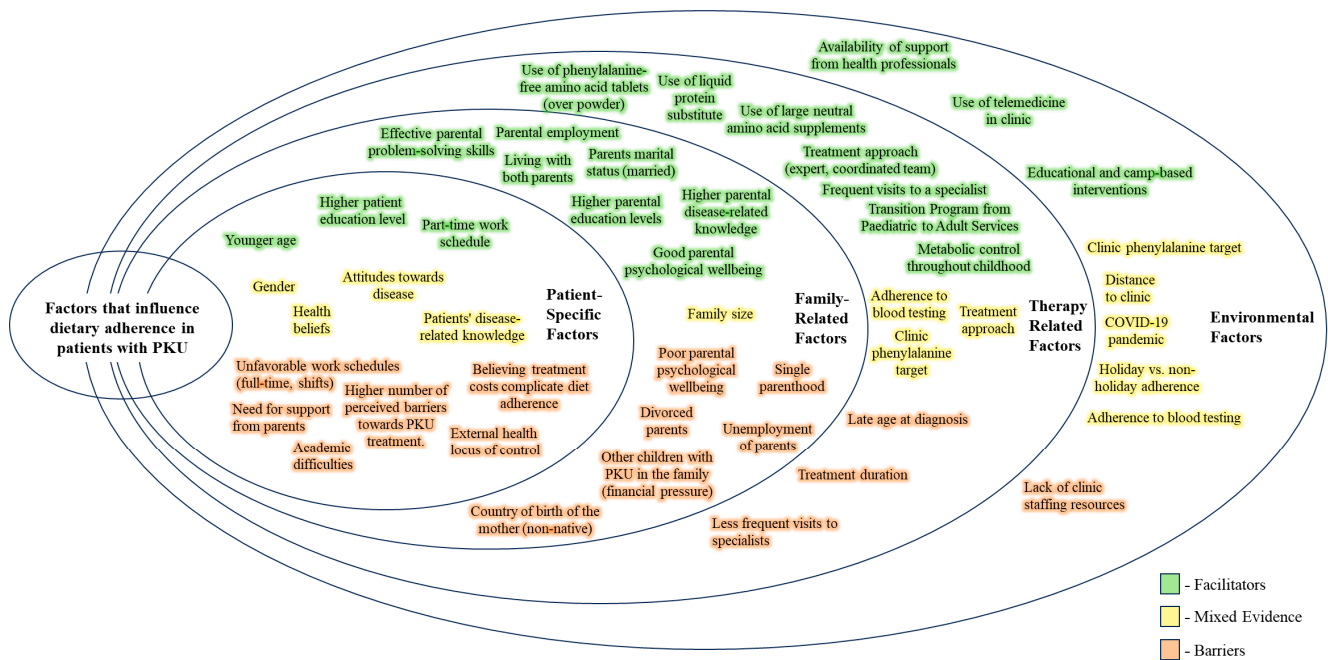 Factors that influence
dietary adherence in
patients with PKU
Higher patient
education level
Part-time work
schedule
Younger age
Gender
Attitudes towards
disease
Health
beliefs
Patients' disease-
related knowledge
Patient-
Specific
Factors
Unfavorable work schedules
(full-time, shifts)
Believing treatment
costs complicate diet
adherence
Higher number of
perceived barriers
towards PKU
treatment.
Need for support
from parents
Academic
difficulties
External health
locus of control
Effective parental
problem-solving skills
Parental employment
Living with
both parents
Parents marital
status (married)
Higher parental
education levels
Higher parental
disease-related
knowledge
Good parental
psychological wellbeing
Family size
Family-
Related
Factors
Poor parental
psychological
wellbeing
Single
parenthood
Divorced
parents
Unemployment
of parents
Other children with
PKU in the family
(financial pressure)
Country of birth of the
mother (non-native)
Use of phenylalanine-
free amino acid tablets
(over powder)
Use of liquid
protein
substitute
Use of large neutral
amino acid supplements
Treatment approach
(expert, coordinated team)
Frequent visits to a specialist
Transition Program from
Paediatric to Adult Services
Metabolic control
throughout childhood
Adherence to
blood testing
Treatment
approach
Clinic
phenylalanine
target
Therapy
Related
Factors
Late age at diagnosis
Treatment duration
Less frequent visits to
specialists
Availability of support
from health professionals
Use of telemedicine
in clinic
Educational and camp-based
interventions
Clinic phenylalanine target
Distance
to clinic
COVID-19
pandemic
Holiday vs. non-
holiday adherence
Adherence to blood testing
Environmental
Factors
Lack of clinic
staffing resources
- Facilitators
- Mixed Evidence
- Barriers